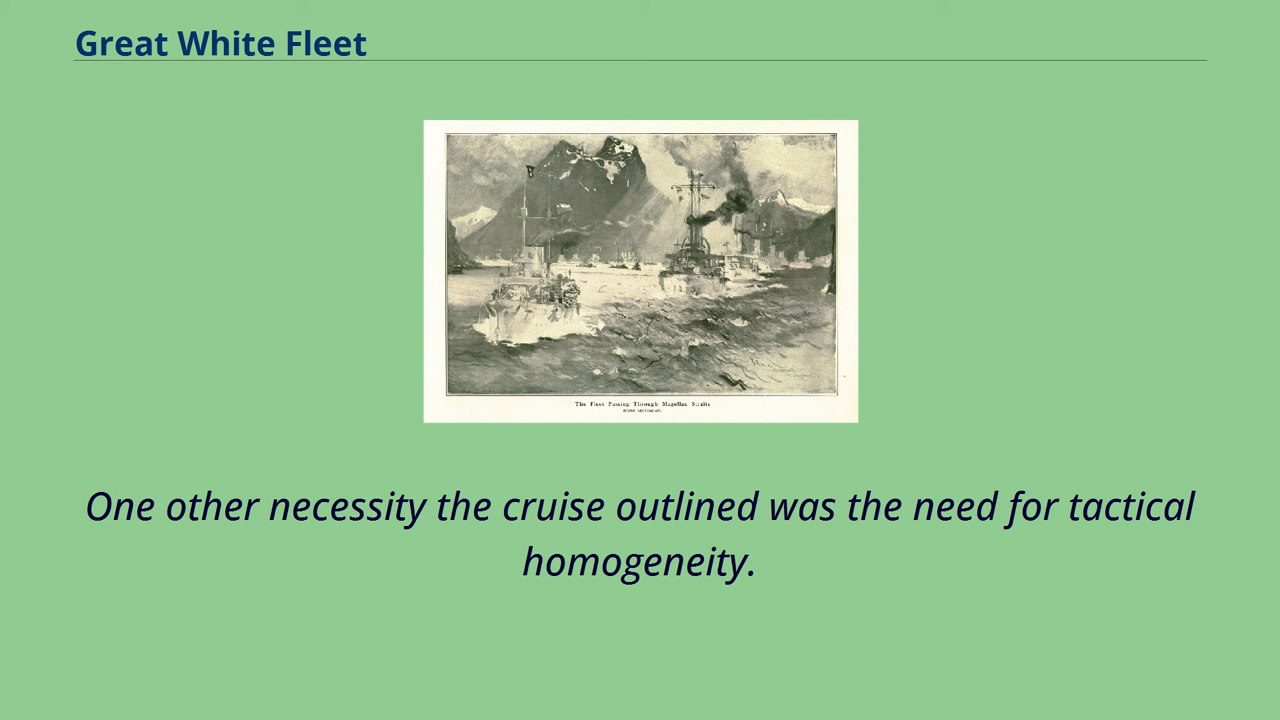 Great White Fleet
The Fleet Passing Through Magellan Straits
One other necessity the cruise outlined was the need for tactical
homogeneity.